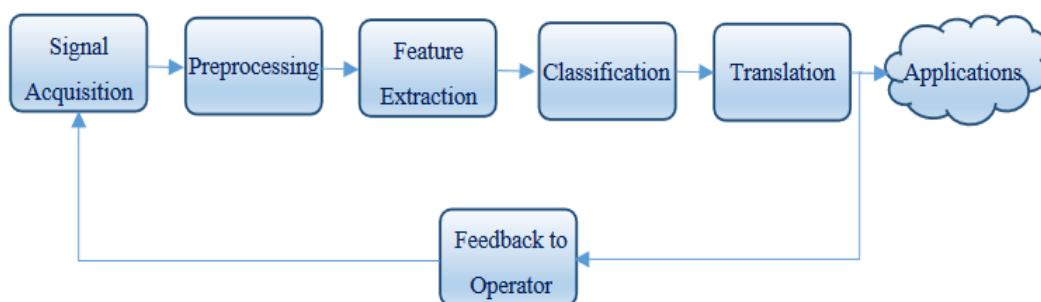 Signal
Acquisition
Preprocessing
Feature
Extraction
Classification
Translation
Applications
Feedback to
Operator